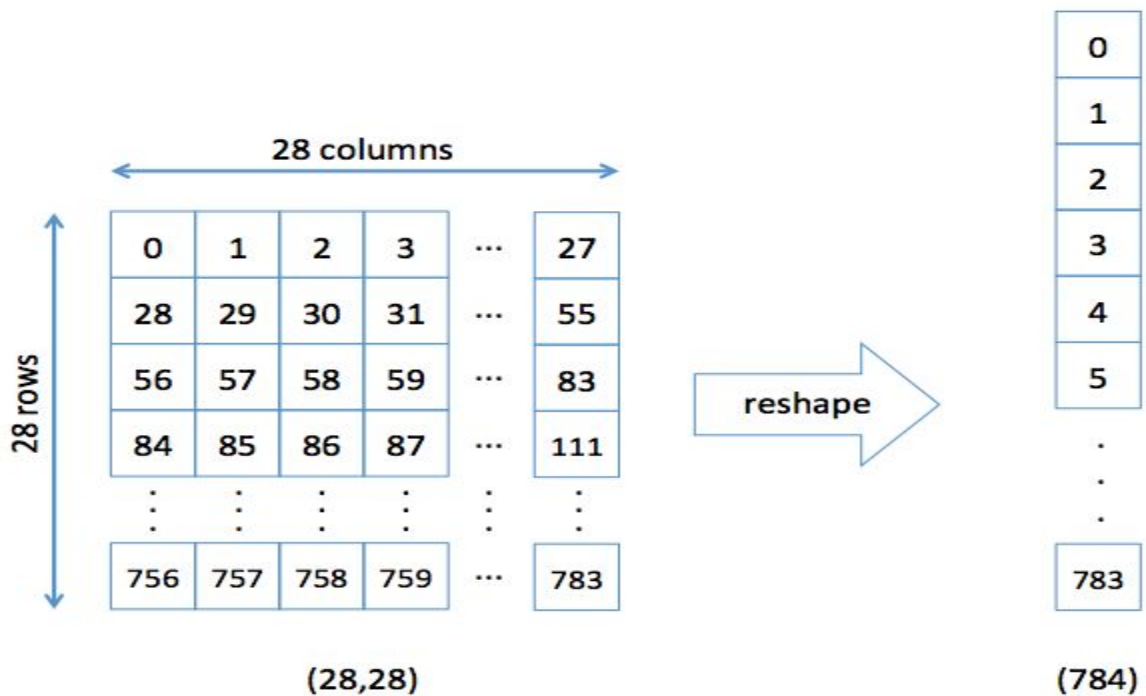 28 columns
28 rows
0 1 2 3 ... 27
28 29 30 31 ... 55
56 57 58 59 ... 83
84 85 86 87 ... 111
. . . . . .
. . . . . .
. . . . . .
756 757 758 759 ... 783
(28,28)
reshape
0
1
2
3
4
5
.
.
.
783
(784)